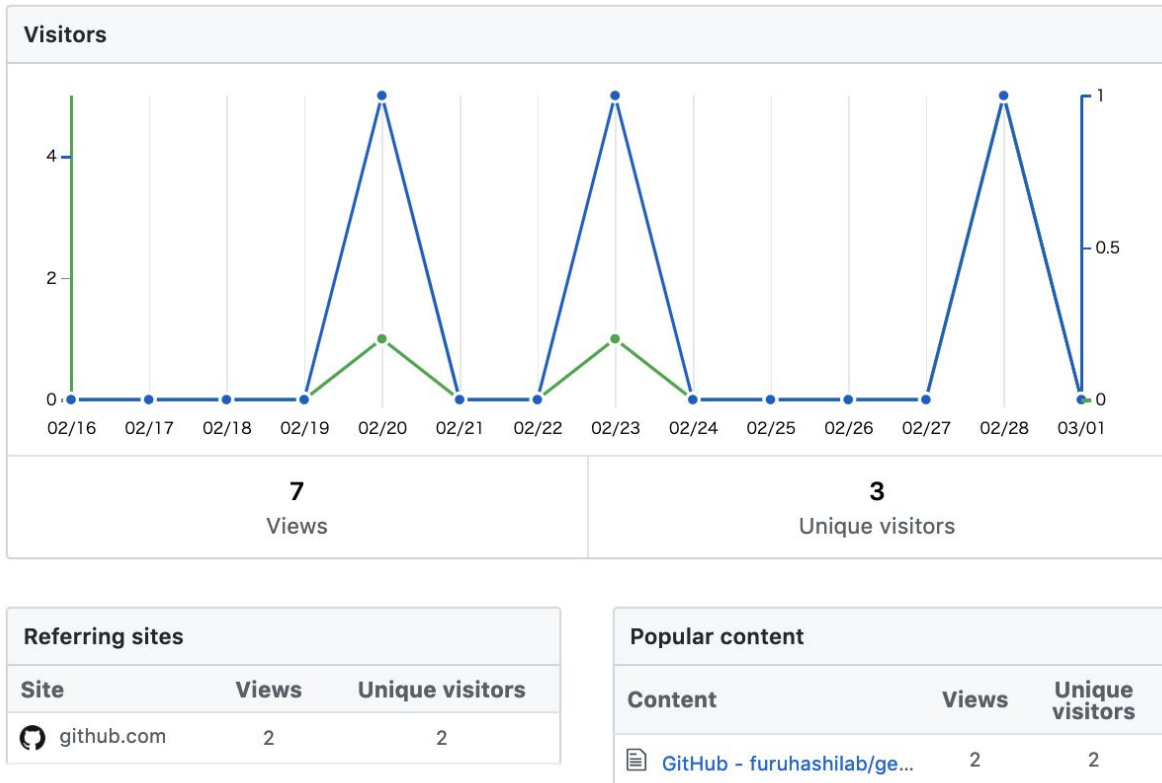 Visitors
4
2
0
1
0.5
0
02/16 02/17 02/18 02/19 02/20 02/21 02/22 02/23 02/24 02/25 02/26 02/27 02/28 03/01
7
Views
3
Unique visitors
Referring sites
Site Views Unique visitors
github.com 2 2
Popular content
Content Views Unique
visitors
GitHub - furuhashilab/ge... 2 2